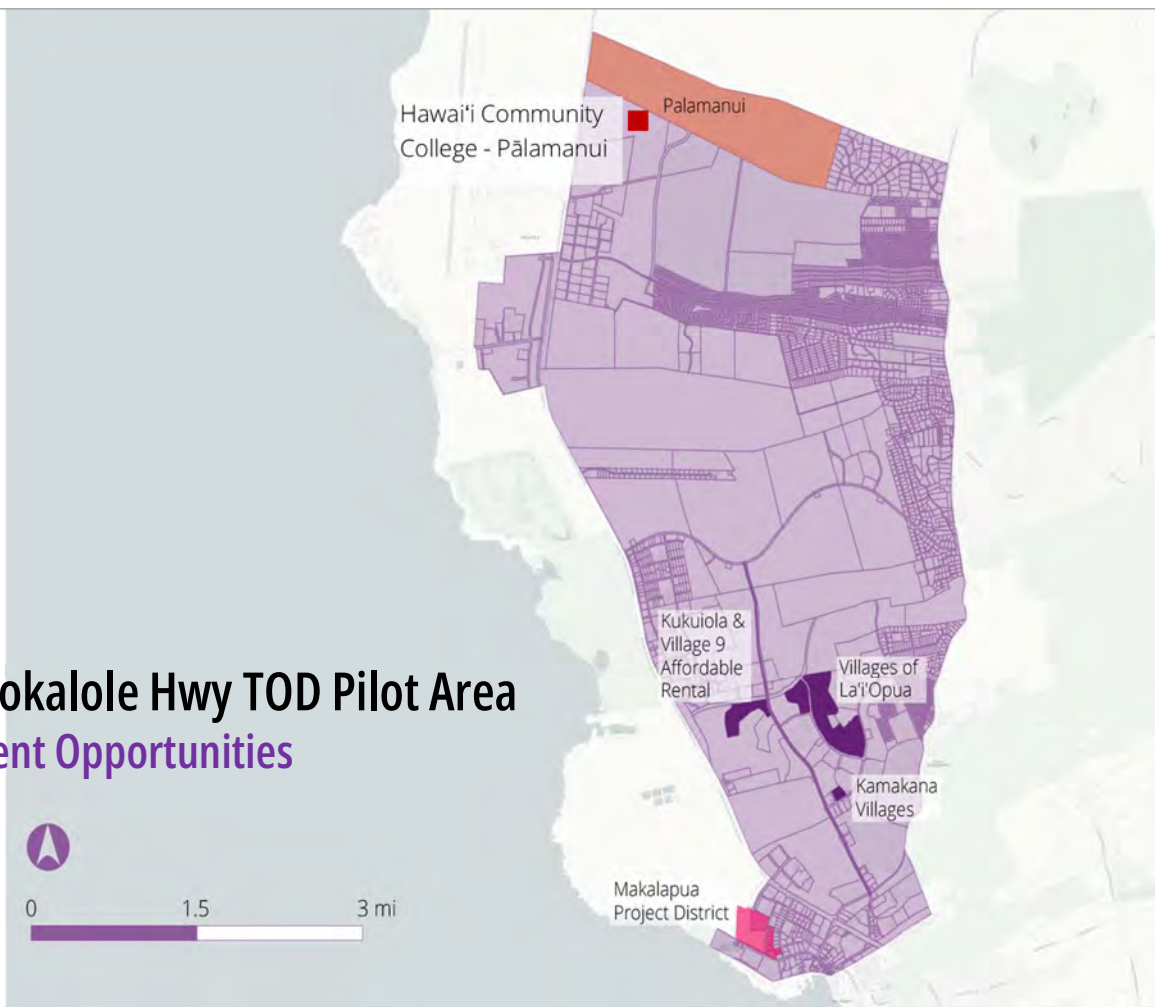 Hawaiʻi Community
College - Pālamanui
Palamanui
Kukuiola &
Village 9
Affordable
Rental
Villages of
La'i'Opua
okalole Hwy TOD Pilot Area
ent Opportunities
Kamakana
Villages
Makalapua
Project District
0 1.5 3 mi